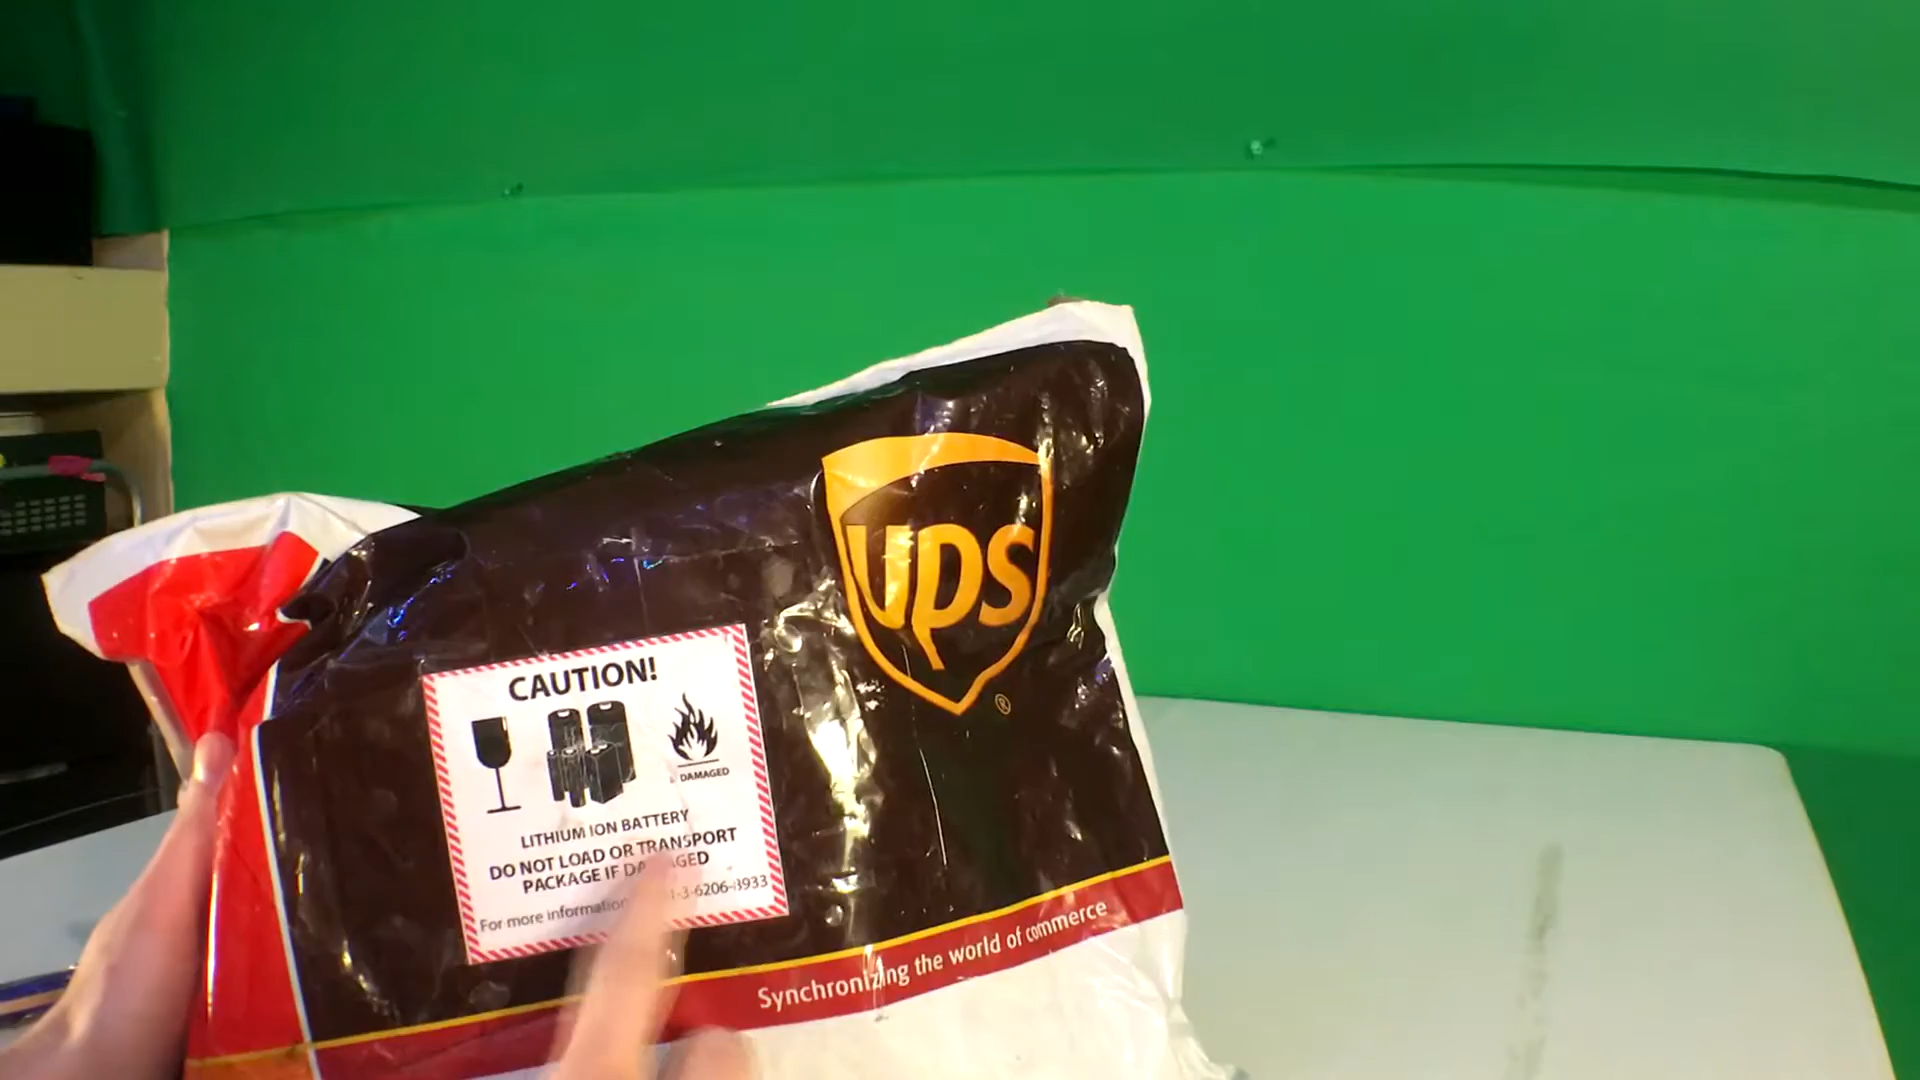 ups
®
CAUTION!
DAMAGED
LITHIUM ION BATTERY
DO NOT LOAD OR TRANSPORT
PACKAGE IF
For more information
Synchronizing the world of commerce